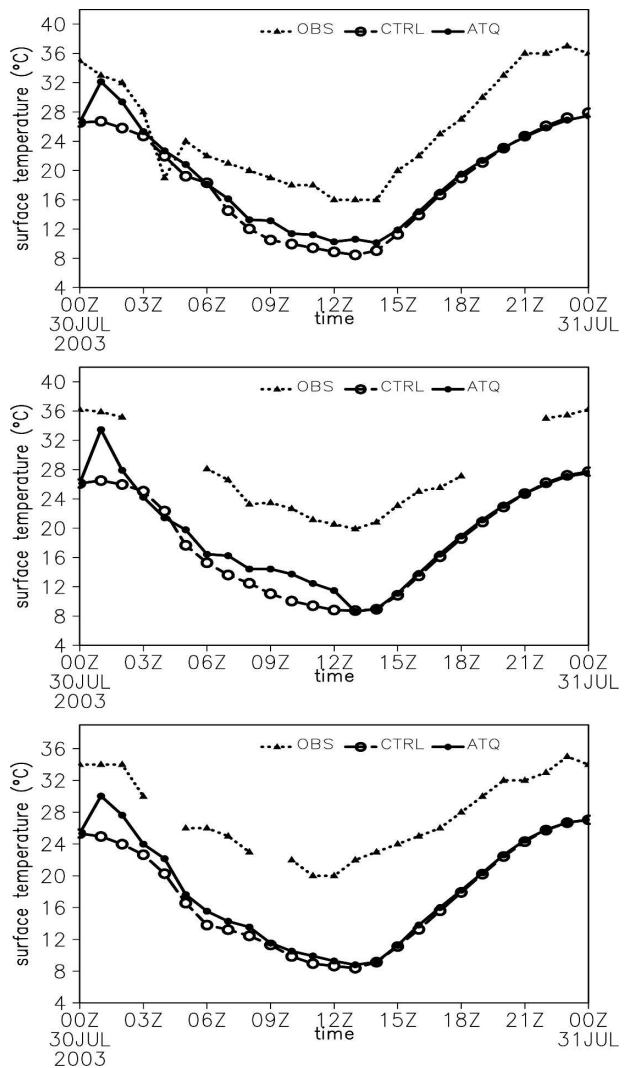 OBS CTRL ATQ
surface temperature (°C)
40
36
32
28
24
20
16
12
8
4
00Z 03Z 06Z 09Z 12Z 15Z 18Z 21Z 00Z
30JUL time 31JUL
2003
OBS CTRL ATQ
surface temperature (°C)
40
36
32
28
24
20
16
12
8
4
00Z 03Z 06Z 09Z 12Z 15Z 18Z 21Z 00Z
30JUL time 31JUL
2003
OBS CTRL ATQ
surface temperature (°C)
36
32
28
24
20
16
12
8
4
00Z 03Z 06Z 09Z 12Z 15Z 18Z 21Z 00Z
30JUL time 31JUL
2003